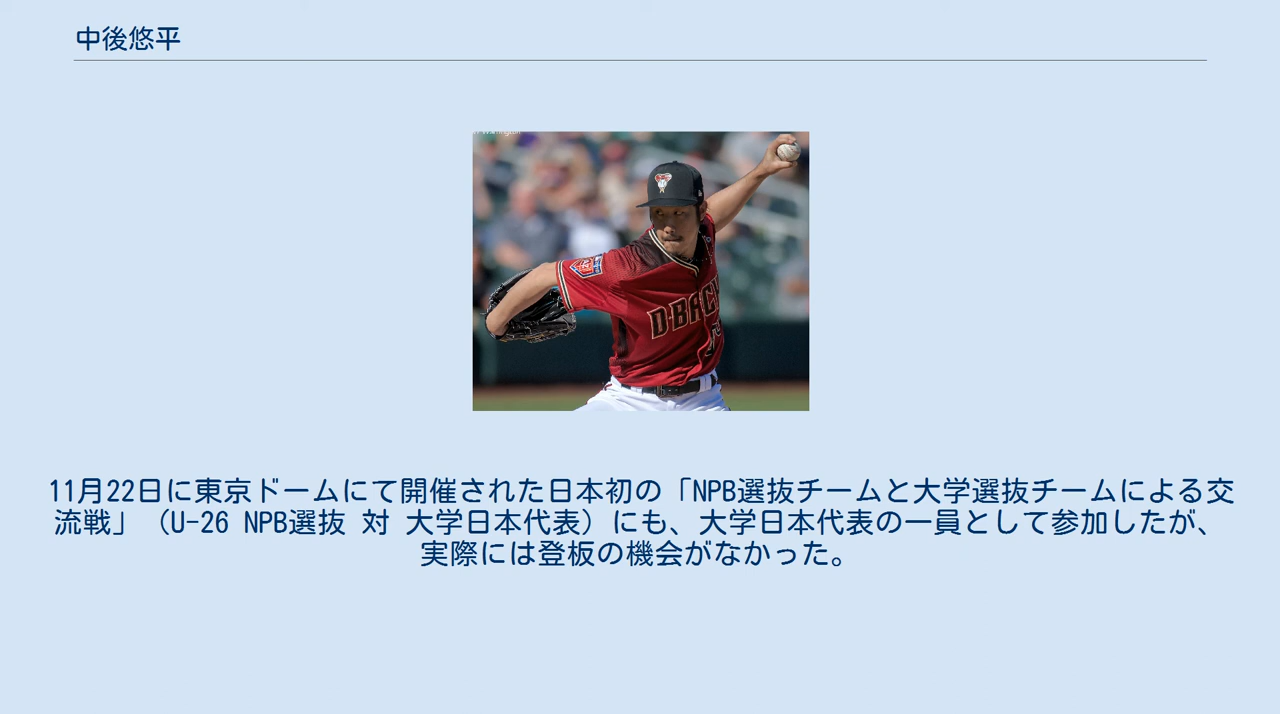 中後悠平
D-BAC
11月22日に東京ドームにて開催された日本初の「NPB選抜チームと大学選抜チームによる交
流戦」（U-26 NPB選抜 対 大学日本代表）にも、大学日本代表の一員として参加したが、
実際には登板の機会がなかった。